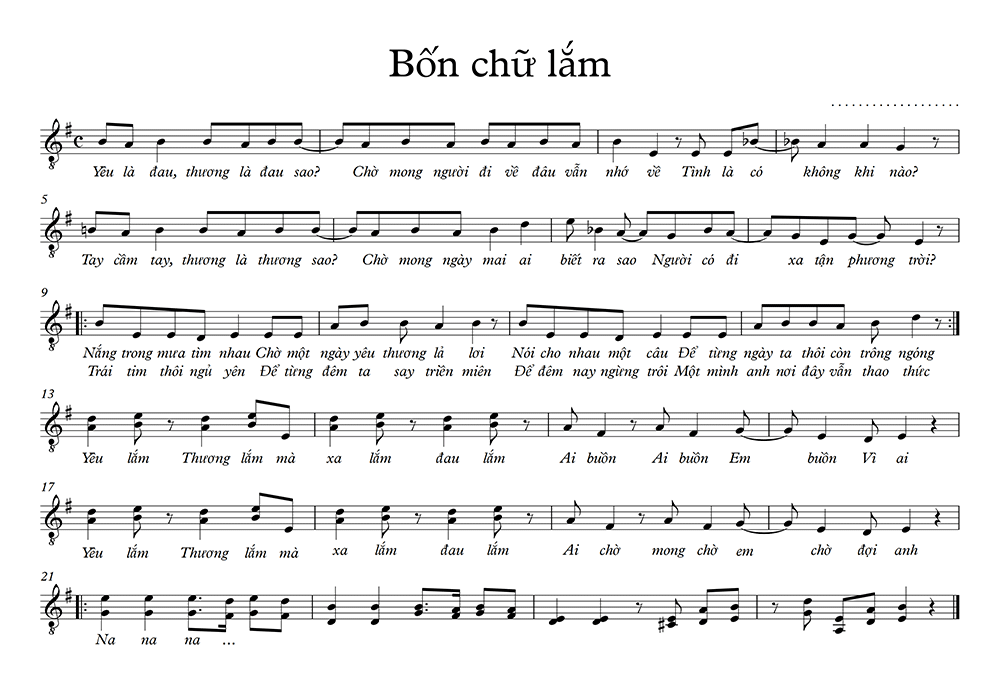 Bốn chữ lắm
...................
Yêu là đau, thương là đau sao? Chờ mong người đi về đâu vẫn nhớ về Tình là có không khi nào?
5
Tay cầm tay, thương là thương sao? Chờ mong ngày mai ai biết ra sao Người có đi xa tận phương trời?
9
Nắng trong mưa tìm nhau Chờ một ngày yêu thương là lơi Nói cho nhau một câu Để từng ngày ta thôi còn trông ngóng
Trái tim thôi ngủ yên Để từng đêm ta say triền miên Để đêm nay ngừng trôi Một mình anh nơi đây vẫn thao thức
13
Yêu lắm Thương lắm mà xa lắm đau lắm Ai buồn Ai buồn Em buồn Vì ai
17
Yêu lắm Thương lắm mà xa lắm đau lắm Ai chờ mong chờ em chờ đợi anh
21
Na na na ...